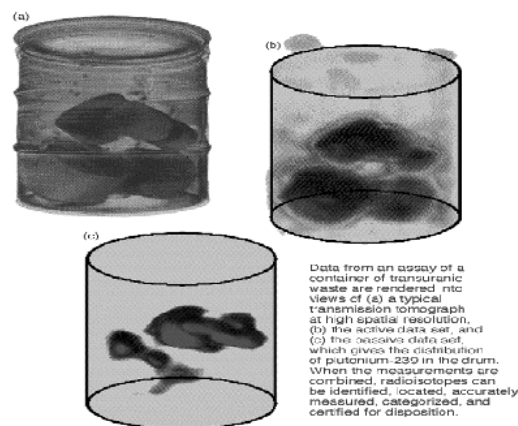 (a)
(b)
(c)
Data from an assay of a
container of transuranic
waste are rendered into
views of (a) a typical
transmission tomograph
at high spatial resolution,
(b) the active data set, and
(c) the passive data set,
which gives the distribution
of plutonium-239 in the drum.
When the measurements are
combined, radioisotopes can
be identified, located, accurately
measured, categorized, and
certified for disposition.